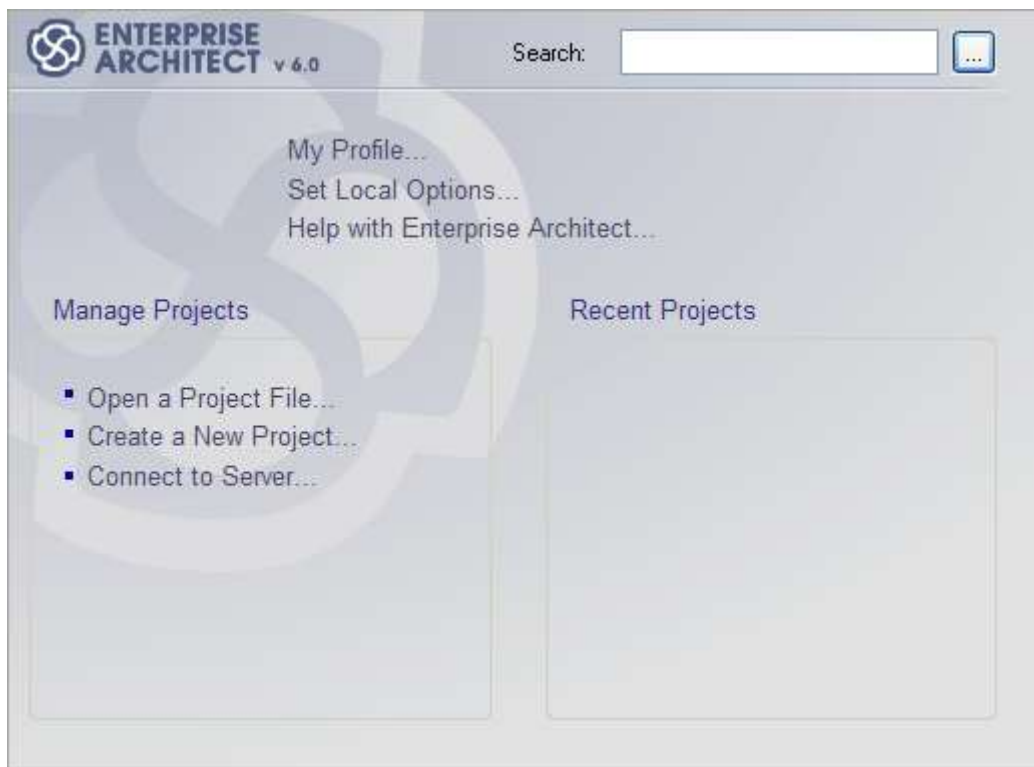 ENTERPRISE
ARCHITECT v 6.0
Search:
...
My Profile...
Set Local Options...
Help with Enterprise Architect...
Manage Projects
Recent Projects
Open a Project File...
Create a New Project...
Connect to Server...